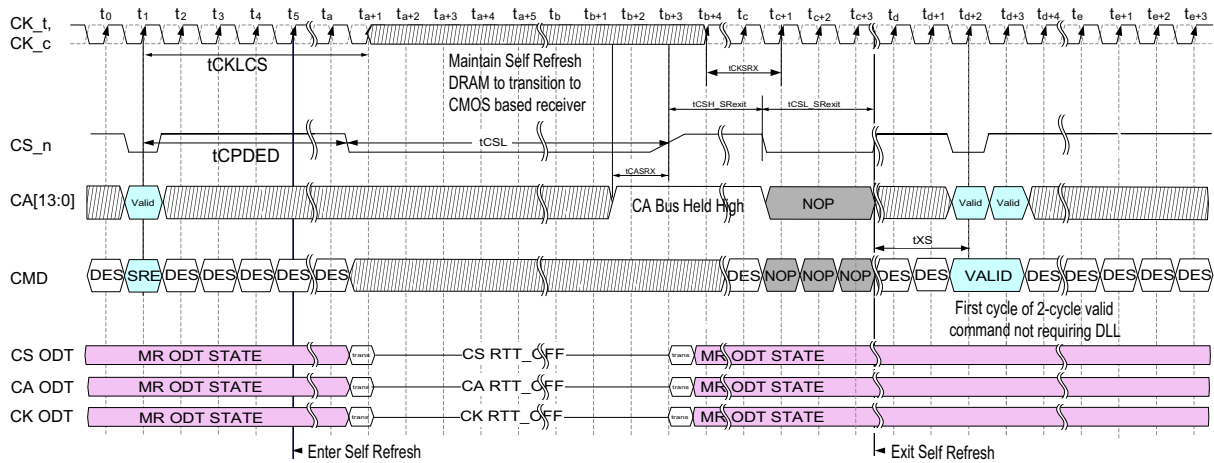 t0 t1 t2 t3 t4 t5 ta ta+1 ta+2 ta+3 ta+4 ta+5 tb tb+1 tb+2 tb+3 tb+4 tc tc+1 tc+2 tc+3 td td+1 td+2 td+3 td+4 te te+1 te+2 te+3
CK_t,
CK_c
tCKLCS
Maintain Self Refresh
DRAM to transition to
CMOS based receiver
tCKSRX
tCSH_SRexit
tCSL_SRexit
CS_n
tCPDED
tCSL
tCASRX
CA[13:0]
Valid
CA Bus Held High
NOP
Valid Valid
tXS
CMD
DES SRE DES DES DES DES DES DES NOP NOP NOP DES DES VALID DES DES DES DES DES
First cycle of 2-cycle valid
command not requiring DLL
CS ODT MR ODT STATE trans CS RTT_OFF trans MR ODT STATE
CA ODT MR ODT STATE trans CA RTT_OFF trans MR ODT STATE
CK ODT MR ODT STATE trans CK RTT_OFF trans MR ODT STATE
Enter Self Refresh
Exit Self Refresh